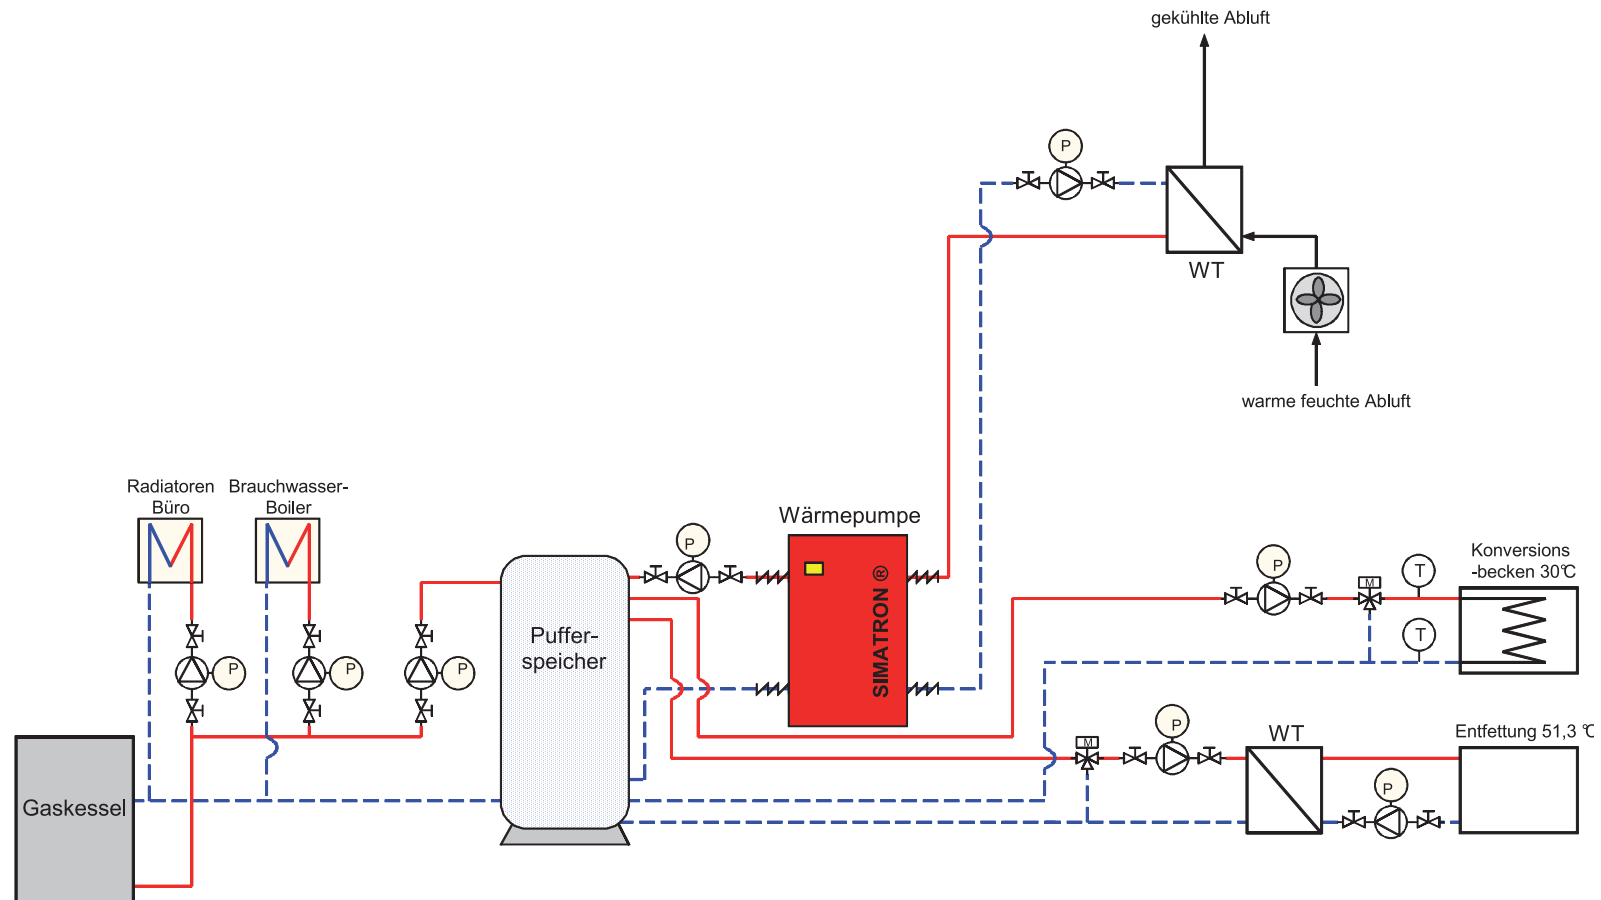 gekühlte Abluft
P
WT
warme feuchte Abluft
Radiatoren
Büro
Brauchwasser-
Boiler
Wärmepumpe
P
SIMATRON ®
Puffer-
speicher
P
P
P
P
M
T
T
Konversions
-becken 30°C
Gaskessel
M
P
WT
P
Entfettung 51,3 °C